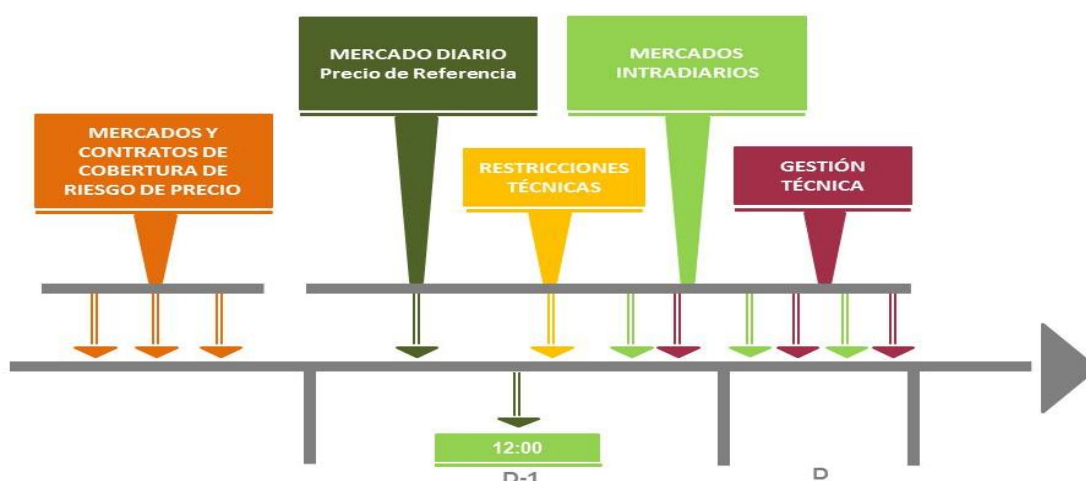 MERCADO DIARIO
Precio de Referencia
MERCADOS
INTRADIARIOS
MERCADOS Y
CONTRATOS DE
COBERTURA DE
RIESGO DE PRECIO
RESTRICCIONES
TÉCNICAS
GESTIÓN
TÉCNICA
12:00
D-1
D